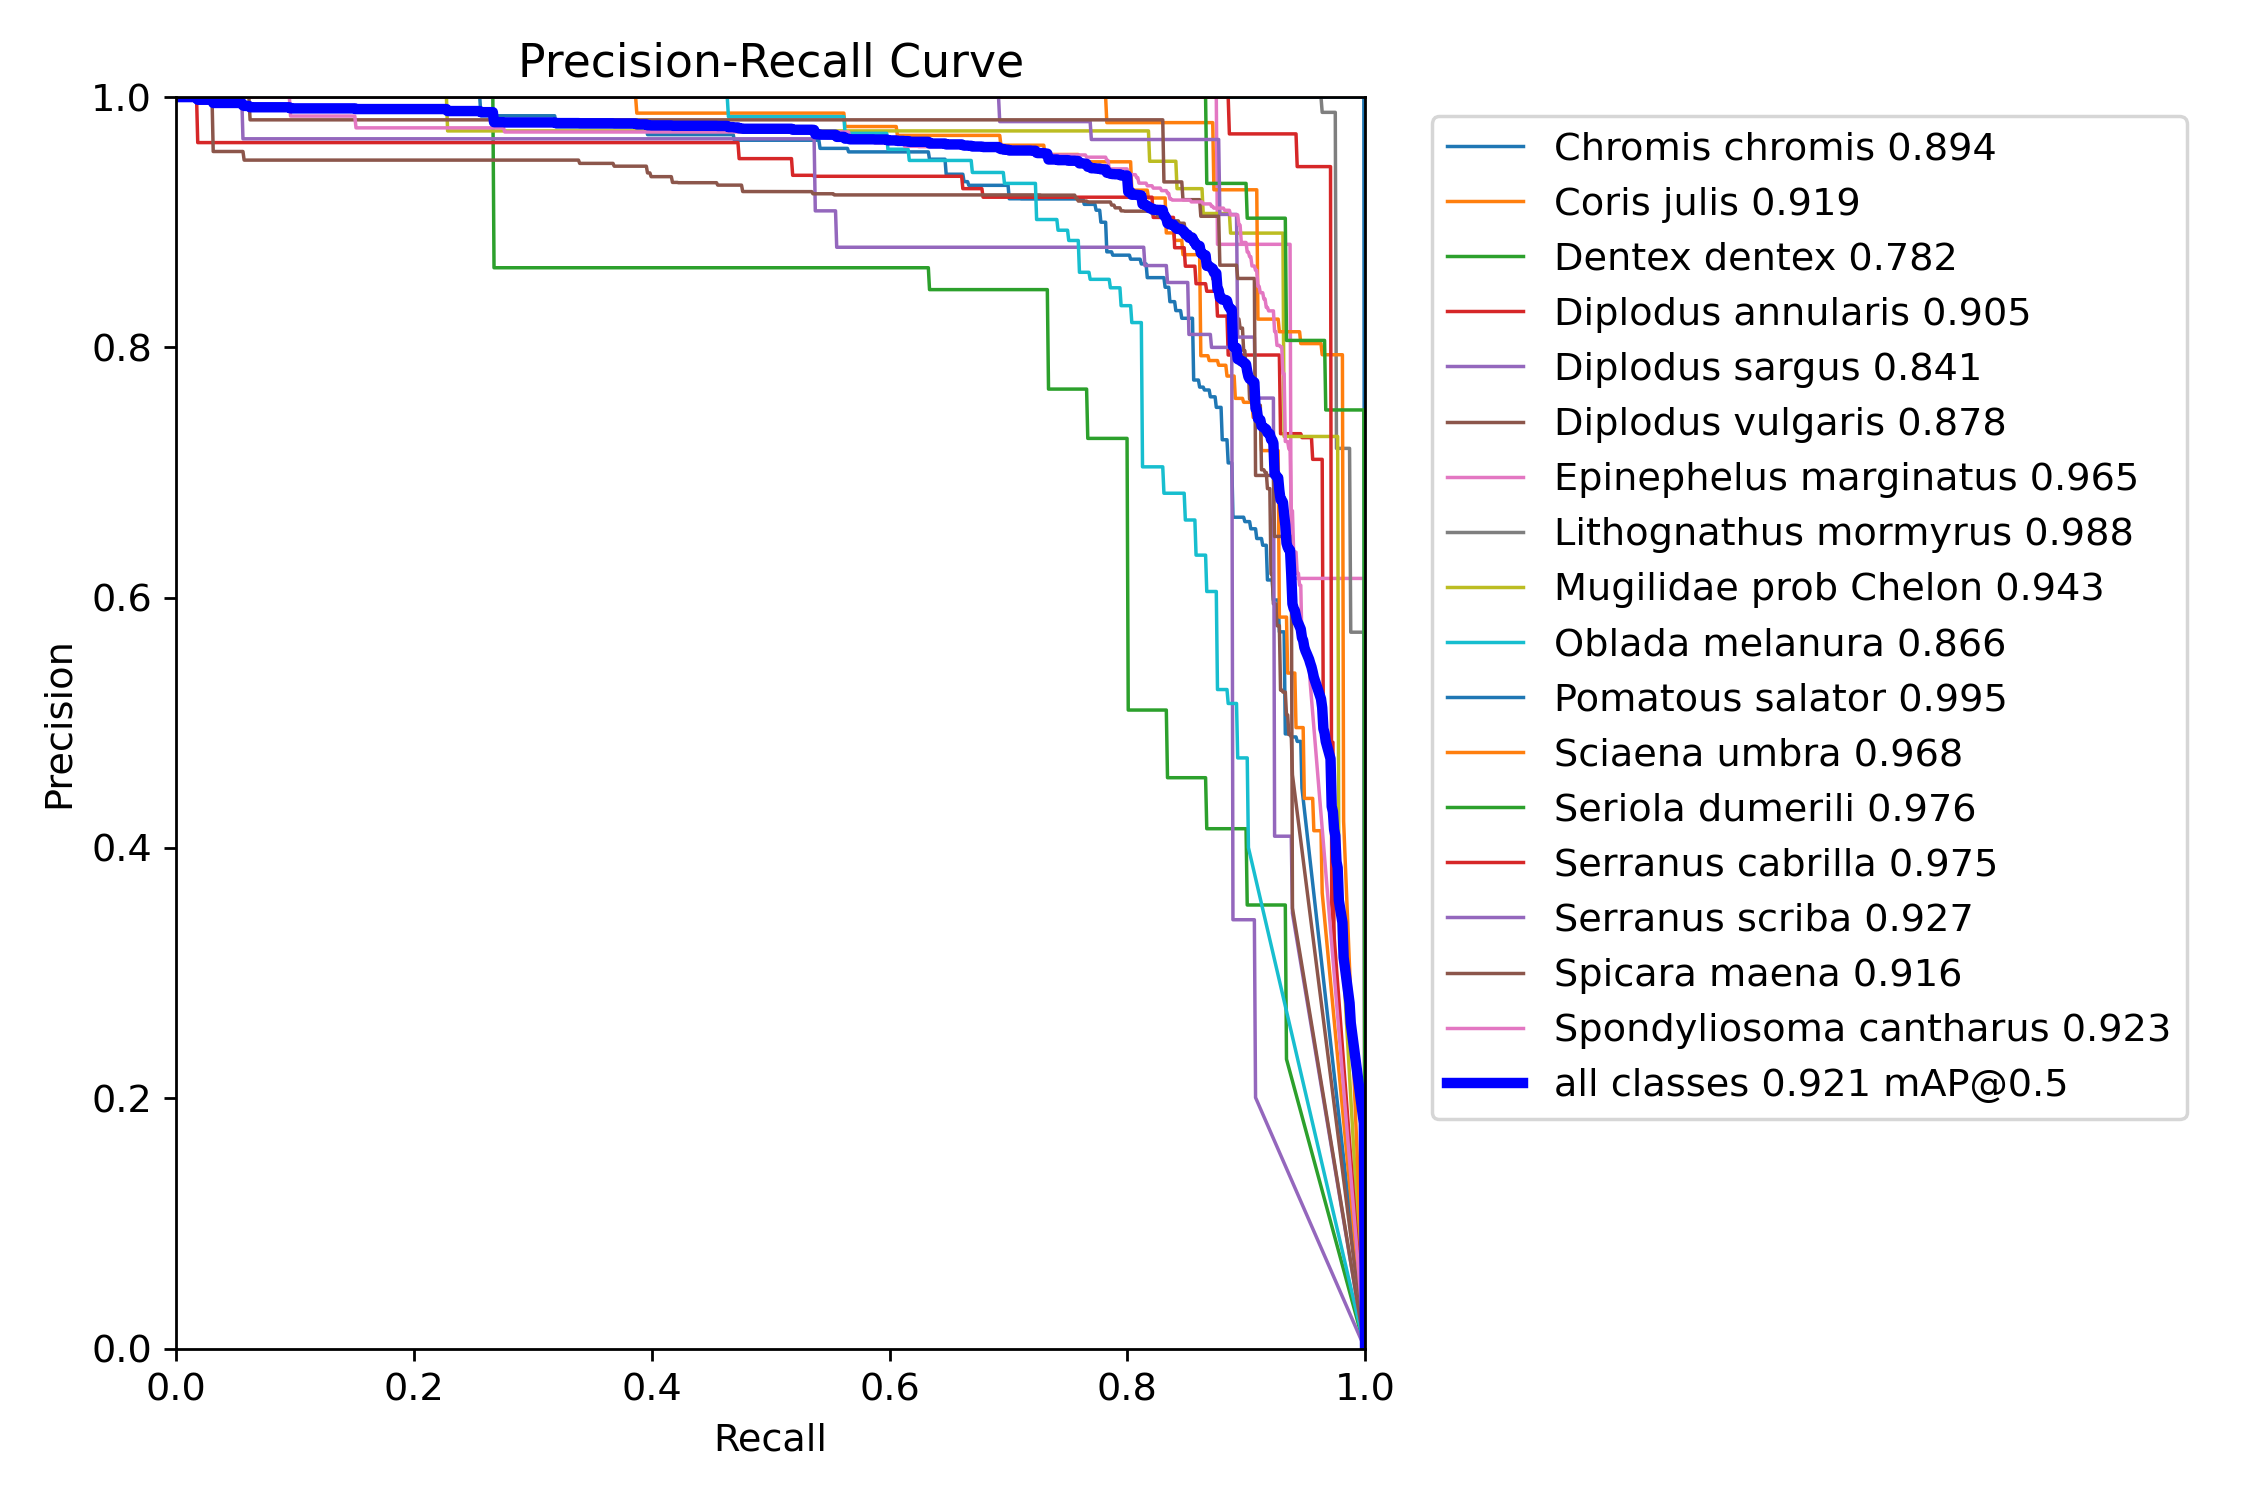 Precision-Recall Curve
1.0
0.8
0.6
0.4
0.2
0.0
Precision
0.0 0.2 0.4 0.6 0.8 1.0
Recall
Chromis chromis 0.894
Coris julis 0.919
Dentex dentex 0.782
Diplodus annularis 0.905
Diplodus sargus 0.841
Diplodus vulgaris 0.878
Epinephelus marginatus 0.965
Lithognathus mormyrus 0.988
Mugilidae prob Chelon 0.943
Oblada melanura 0.866
Pomatous salator 0.995
Sciaena umbra 0.968
Seriola dumerili 0.976
Serranus cabrilla 0.975
Serranus scriba 0.927
Spicara maena 0.916
Spondyliosoma cantharus 0.923
all classes 0.921 mAP@0.5